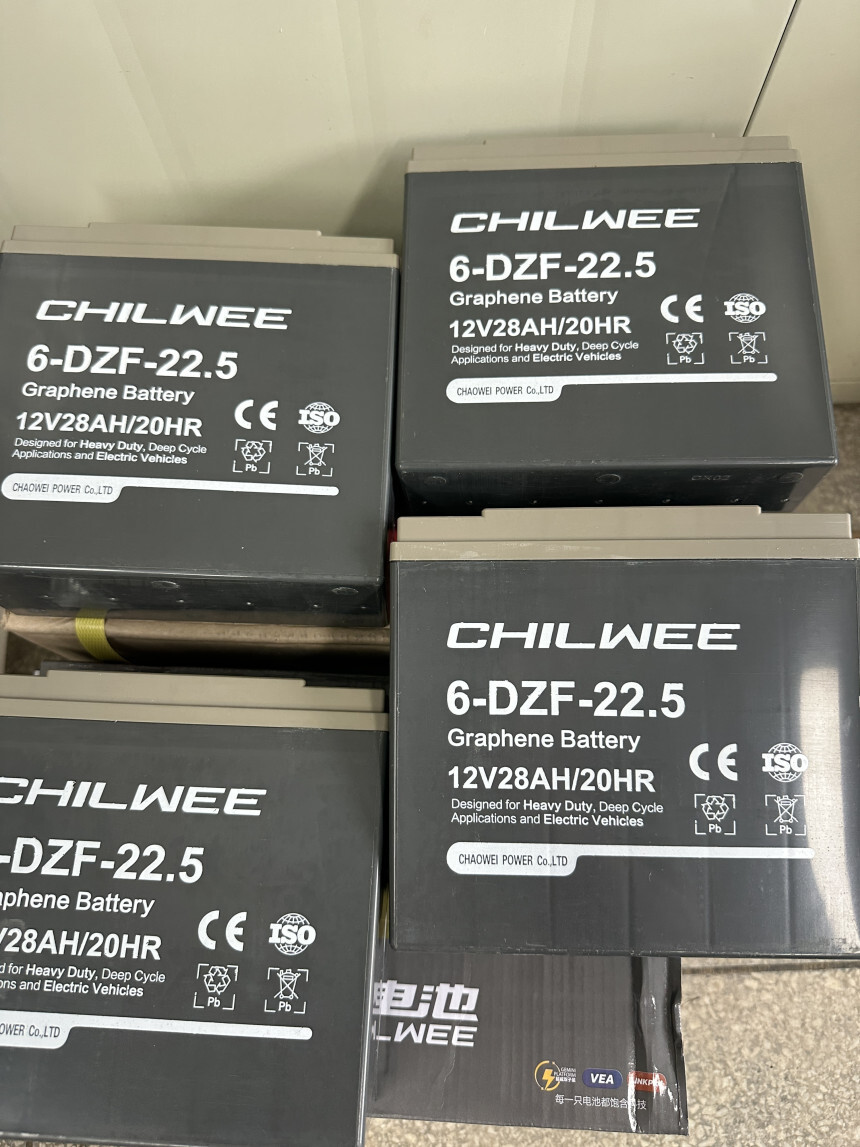 CHILWEE
6-DZF-22.5
Graphene Battery
12V28AH/20HR
Designed for Heavy Duty, Deep Cycle
Applications and Electric Vehicles
CE
ISO
Pb
Pb
CHAOWEI POWER Co.,LTD
CHILWEE
6-DZF-22.5
Graphene Battery
12V28AH/20HR
Designed for Heavy Duty, Deep Cycle
Applications and Electric Vehicles
CE
ISO
Pb
Pb
CHAOWEI POWER Co.,LTD
CHILWEE
6-DZF-22.5
Graphene Battery
12V28AH/20HR
Designed for Heavy Duty, Deep Cycle
Applications and Electric Vehicles
CE
ISO
Pb
Pb
CHAOWEI POWER Co.,LTD
CHILWEE
-DZF-22.5
aphene Battery
V28AH/20HR
d for Heavy Duty, Deep Cycle
ons and Electric Vehicles
CE
ISO
Pb
Pb
OWER Co.,LTD
电池
LWEE
GEMINI
PLATFORM
VEA
每一只电池都饱含科技